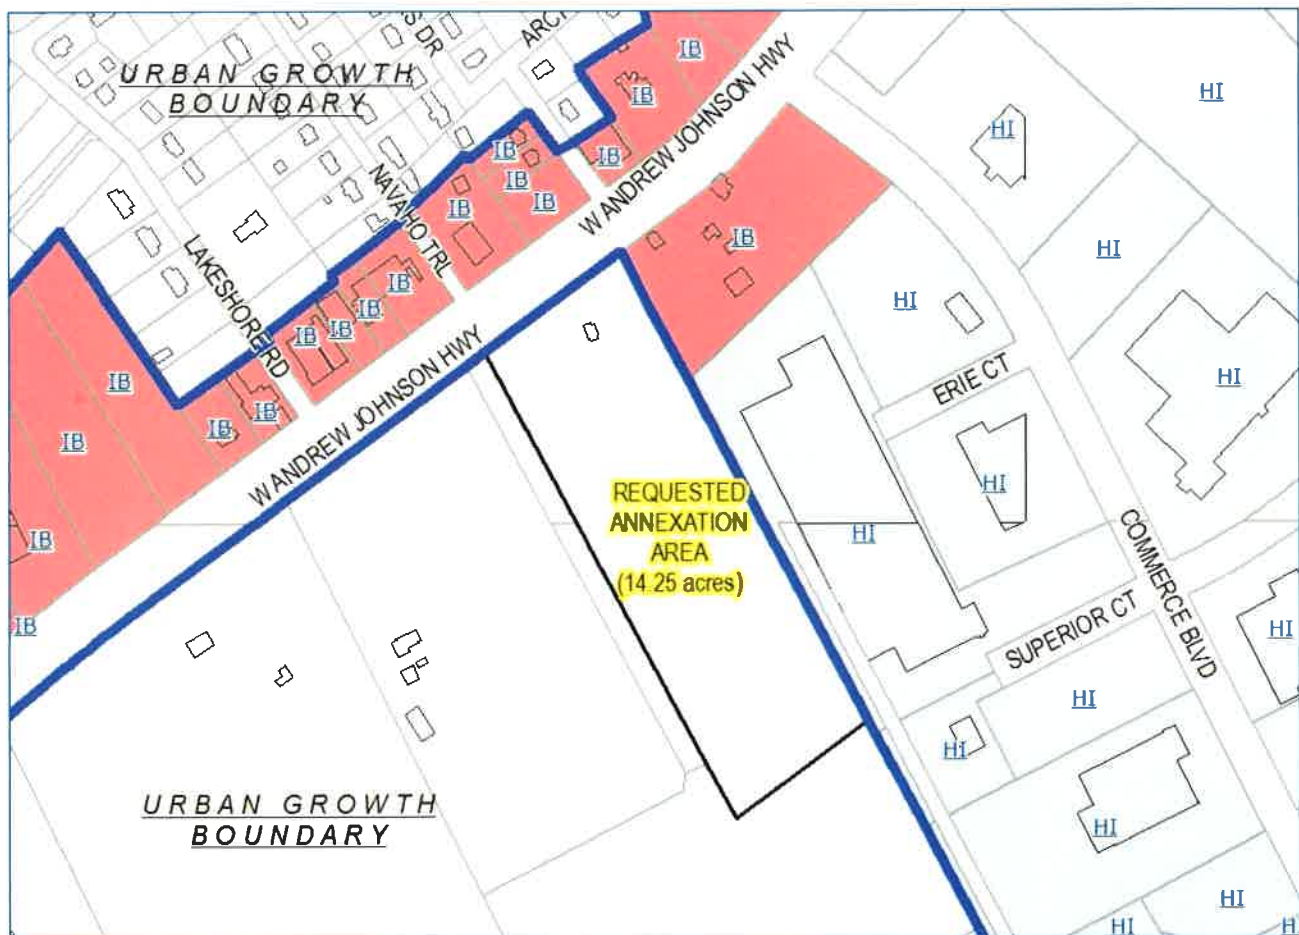 S DR
ARCH
URBAN GROWTH
BOUNDARY
IB
IB
W ANDREW JOHNSON HWY
HI
HI
IB
IB
IB
IB
IB
IB
NAVAHO TRL
IB
LAKESHORE RD
HI
IB
HI
IB
IB
IB
IB
W ANDREW JOHNSON HWY
ERIE CT
HI
IB
IB
IB
IB
REQUESTED
ANNEXATION
AREA
(14.25 acres)
HI
HI
COMMERCE BLVD
IB
IB
SUPERIOR CT
HI
HI
HI
URBAN GROWTH
BOUNDARY
HI
HI
HI
H